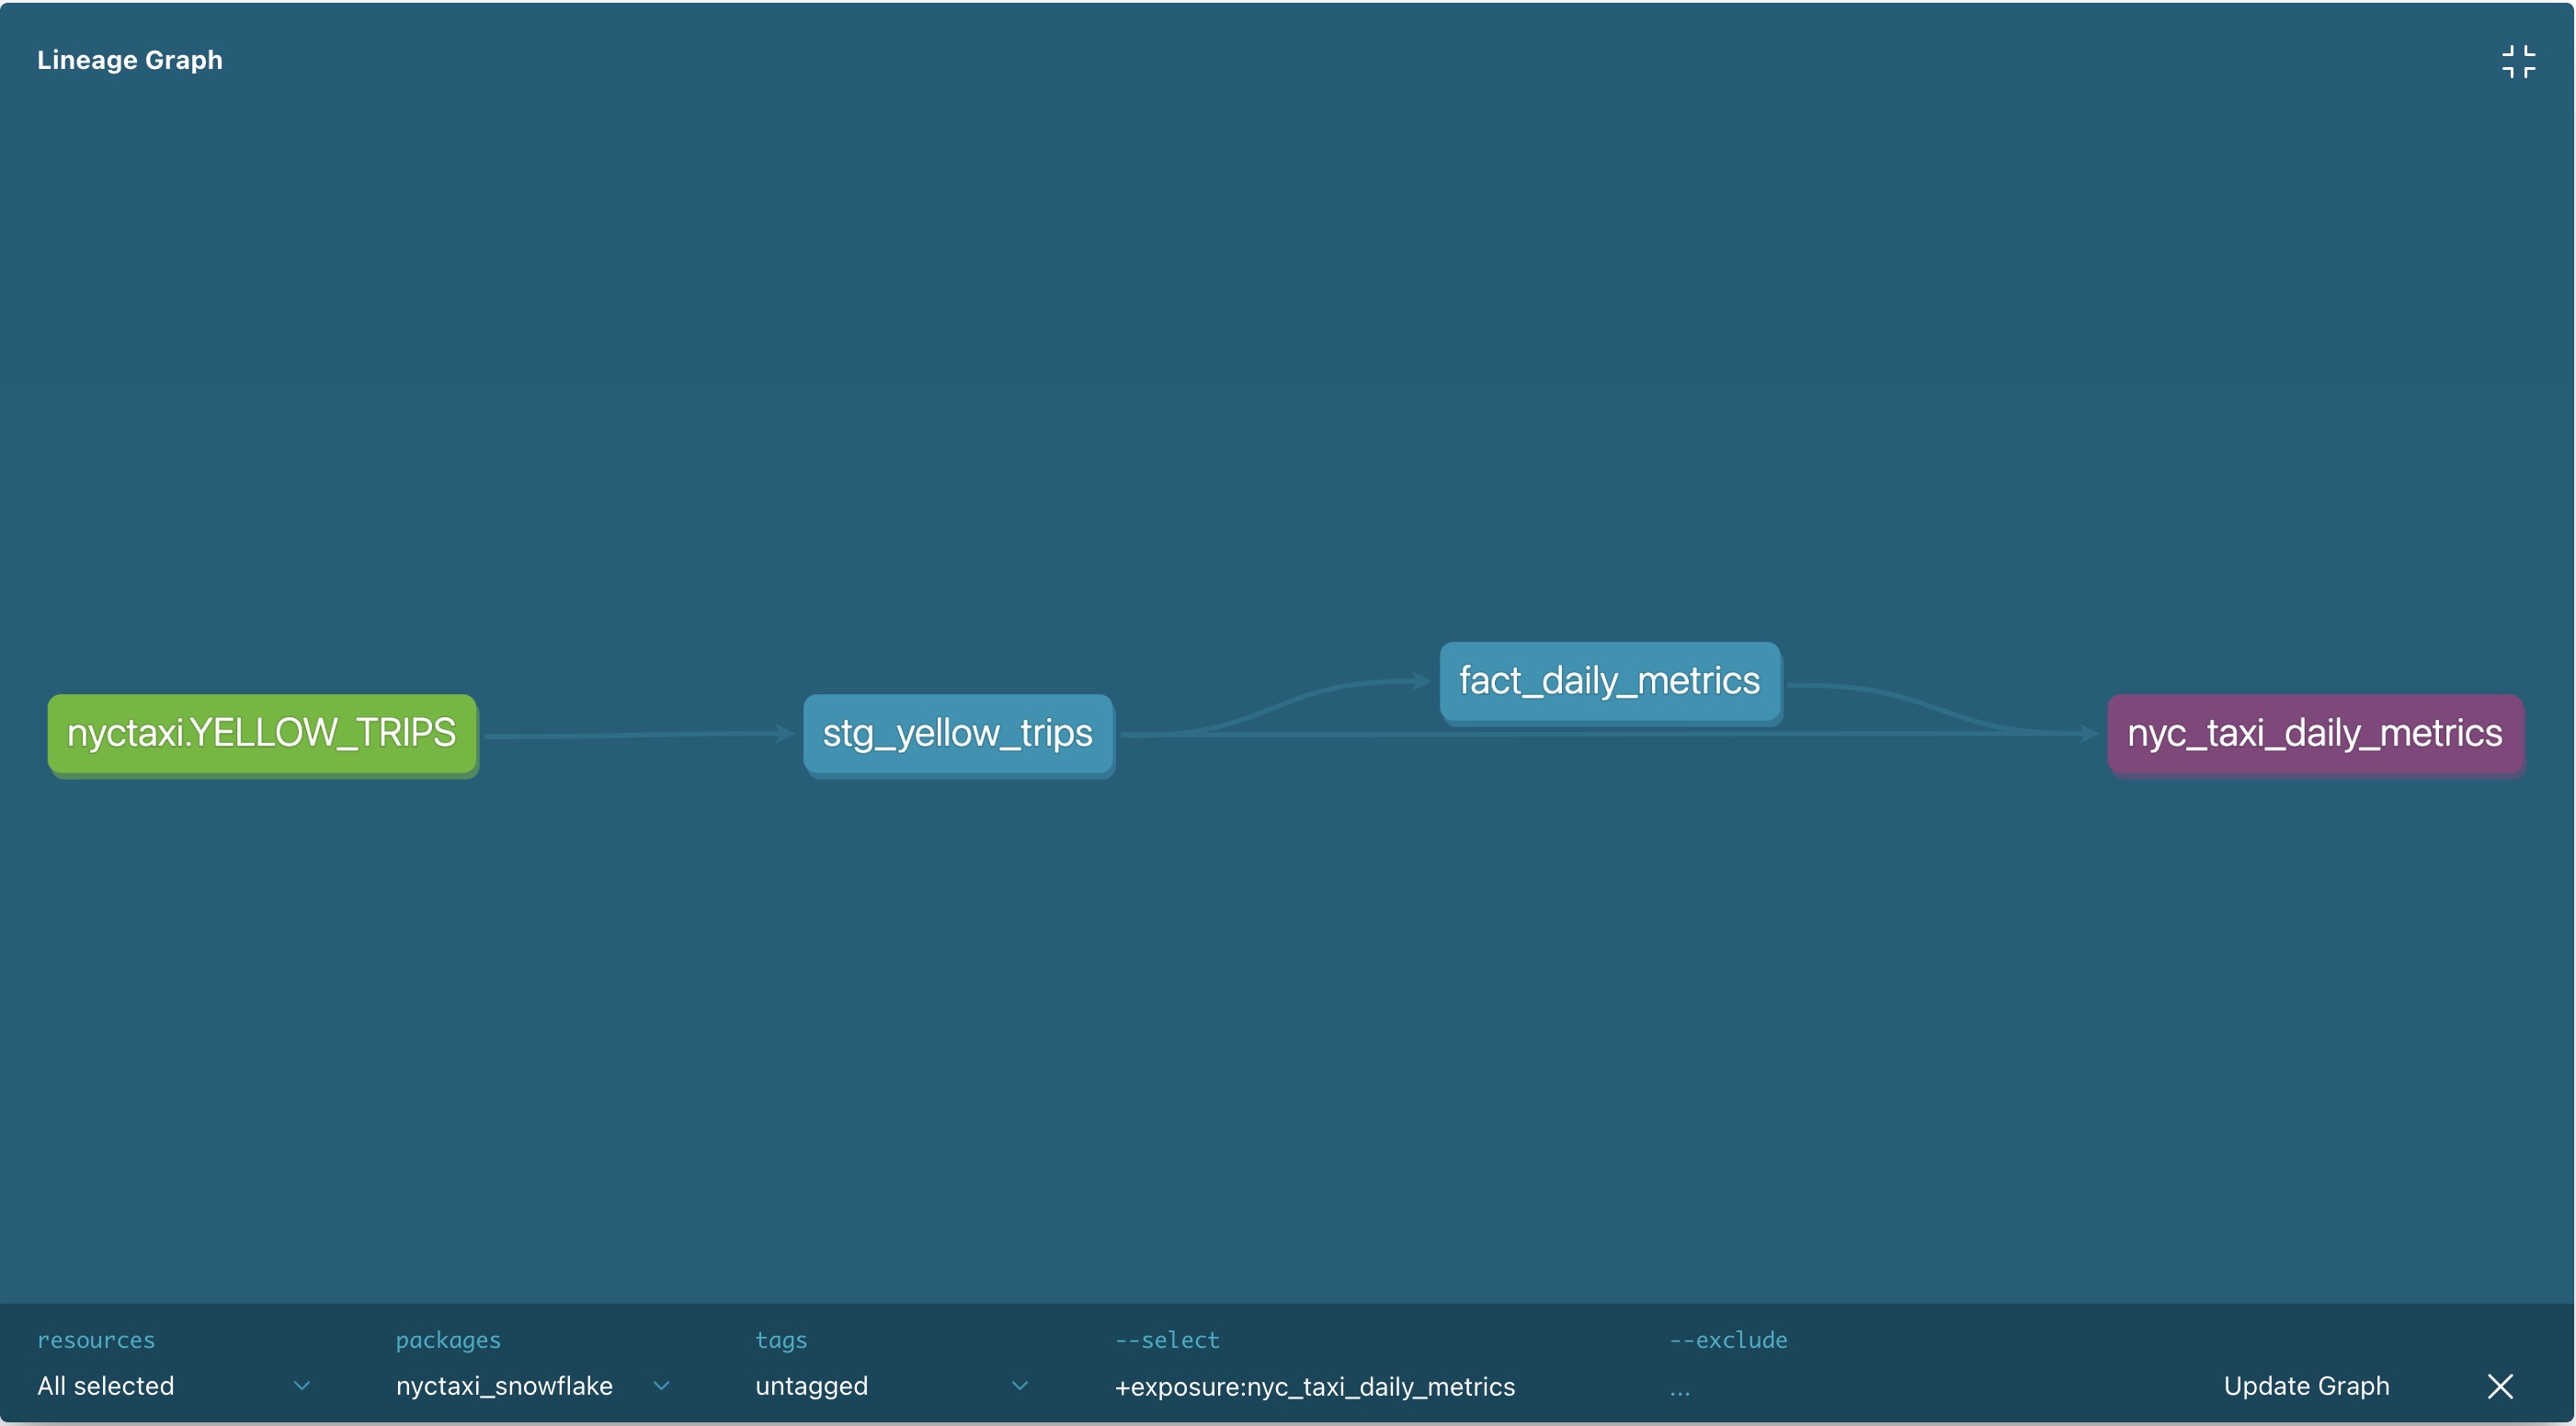 Lineage Graph
fact_daily_metrics
nyctaxi.YELLOW_TRIPS
stg_yellow_trips
nyc_taxi_daily_metrics
resources
packages
tags
--select
--exclude
All selected
nyctaxi_snowflake
untagged
+exposure:nyc_taxi_daily_metrics
...
Update Graph